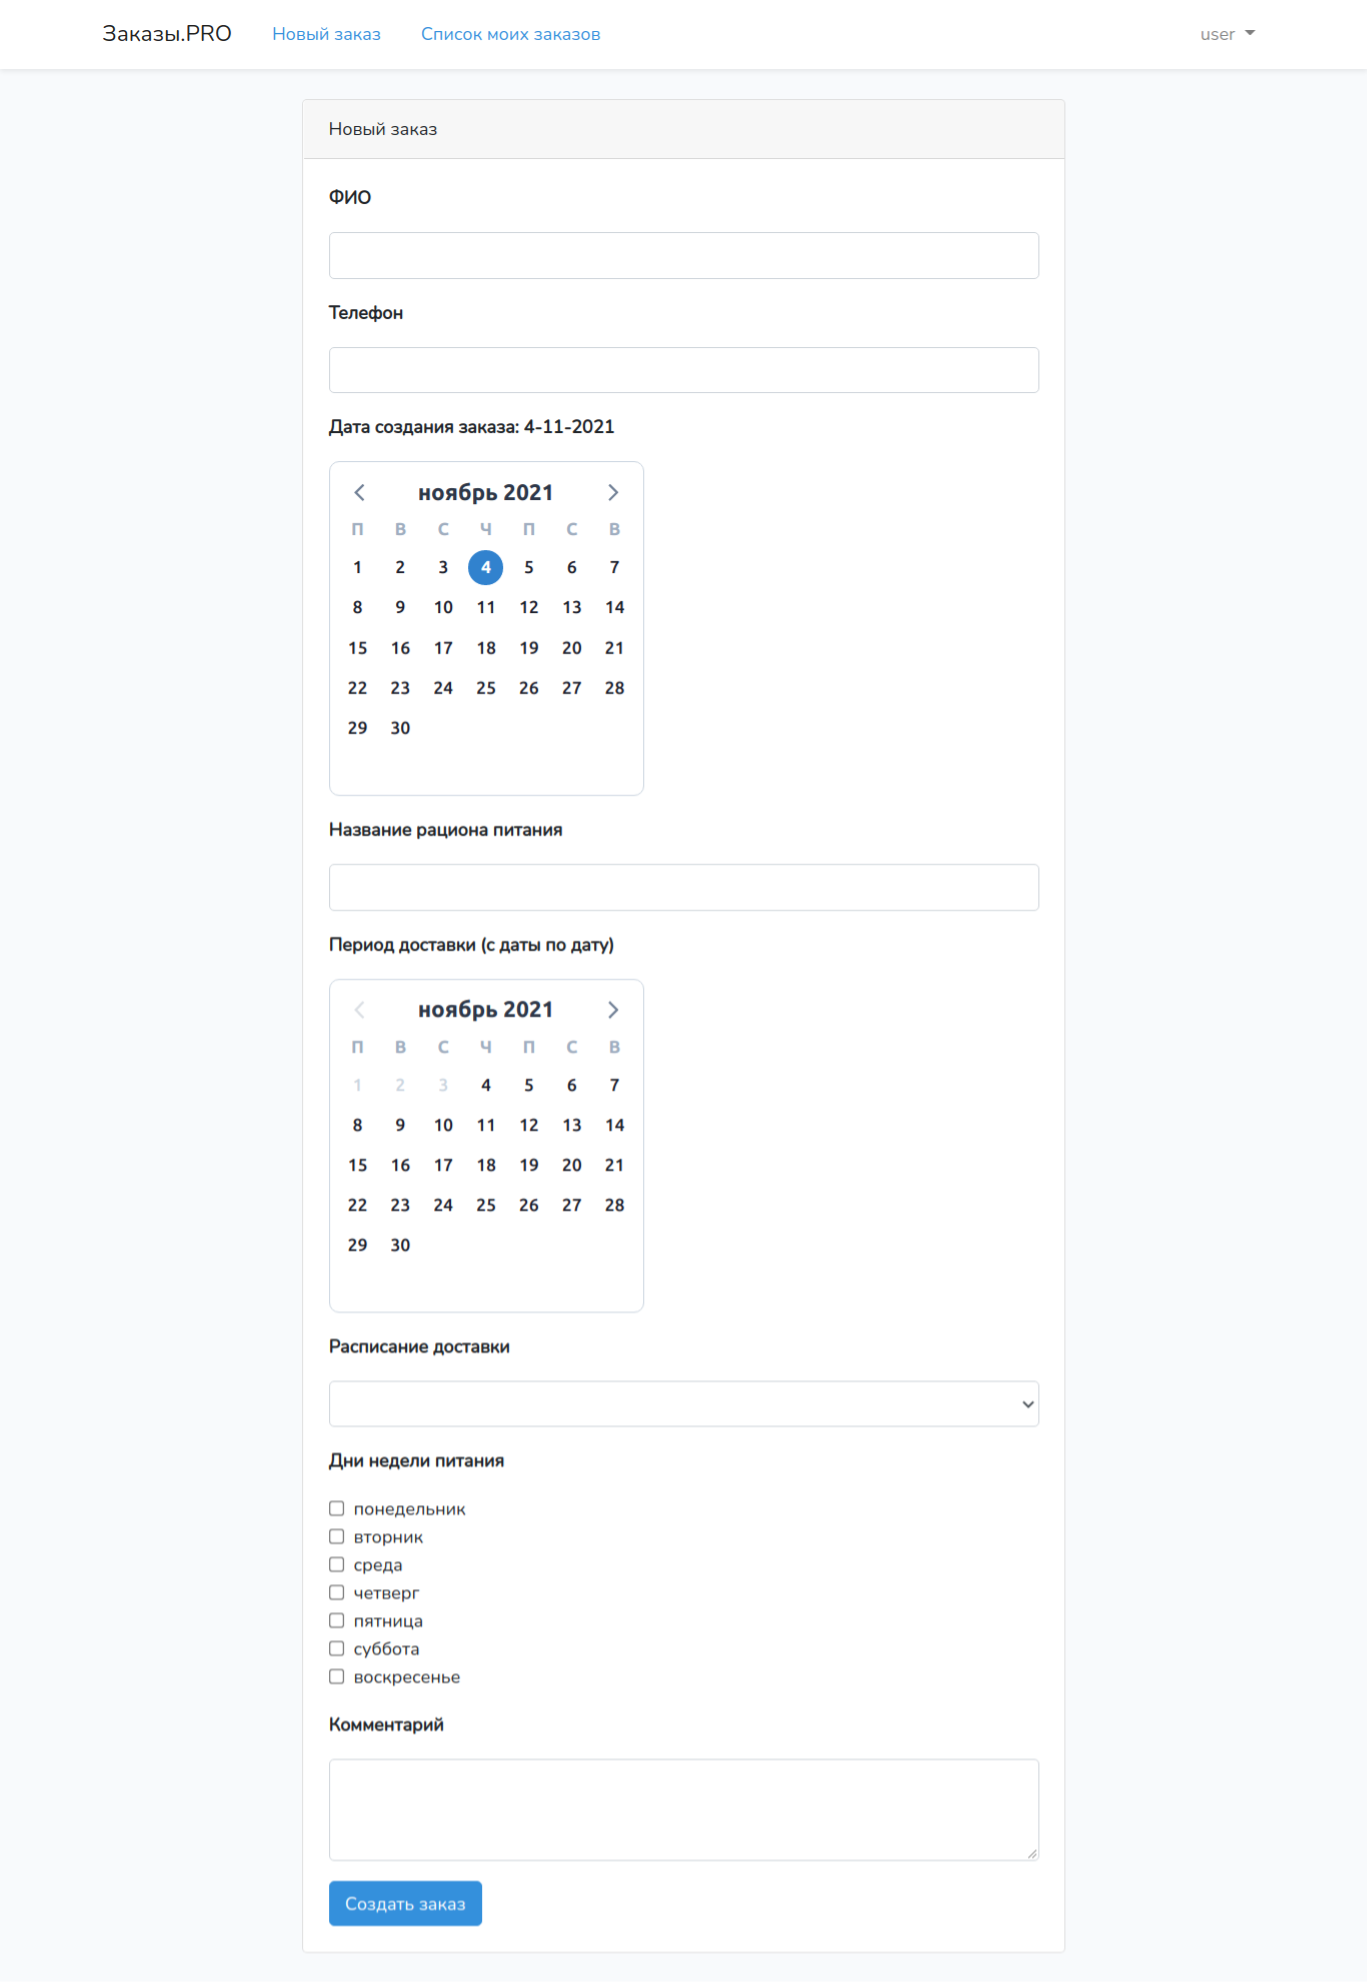 Заказы.PRO Новый заказ Список моих заказов user
Новый заказ
ФИО
Телефон
Дата создания заказа: 4-11-2021
ноябрь 2021
П В С Ч П С В
1 2 3 4 5 6 7
8 9 10 11 12 13 14
15 16 17 18 19 20 21
22 23 24 25 26 27 28
29 30
Название рациона питания
Период доставки (с даты по дату)
ноябрь 2021
П В С Ч П С В
1 2 3 4 5 6 7
8 9 10 11 12 13 14
15 16 17 18 19 20 21
22 23 24 25 26 27 28
29 30
Расписание доставки
Дни недели питания
понедельник
вторник
среда
четверг
пятница
суббота
воскресенье
Комментарий
Создать заказ